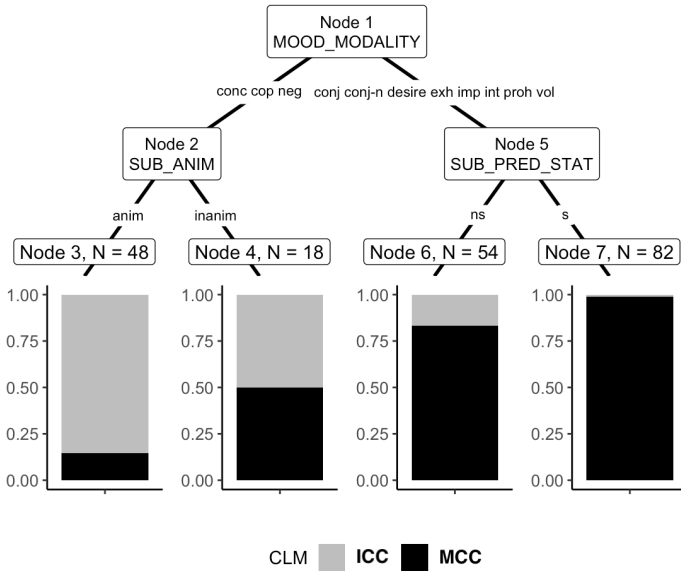 Node 1
MOOD_MODALITY
conc cop neg
conj conj-n desire exh imp int proh vol
Node 2
SUB_ANIM
Node 5
SUB_PRED_STAT
anim
inanim
ns
s
Node 3, N = 48
Node 4, N = 18
Node 6, N = 54
Node 7, N = 82
1.00
0.75
0.50
0.25
0.00
1.00
0.75
0.50
0.25
0.00
1.00
0.75
0.50
0.25
0.00
1.00
0.75
0.50
0.25
0.00
CLM ICC MCC